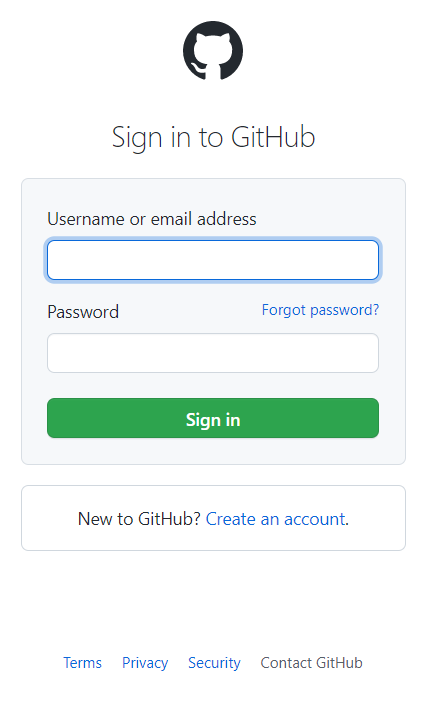 Sign in to GitHub
Username or email address
Password Forgot password?
Sign in
New to GitHub? Create an account.
Terms Privacy Security Contact GitHub